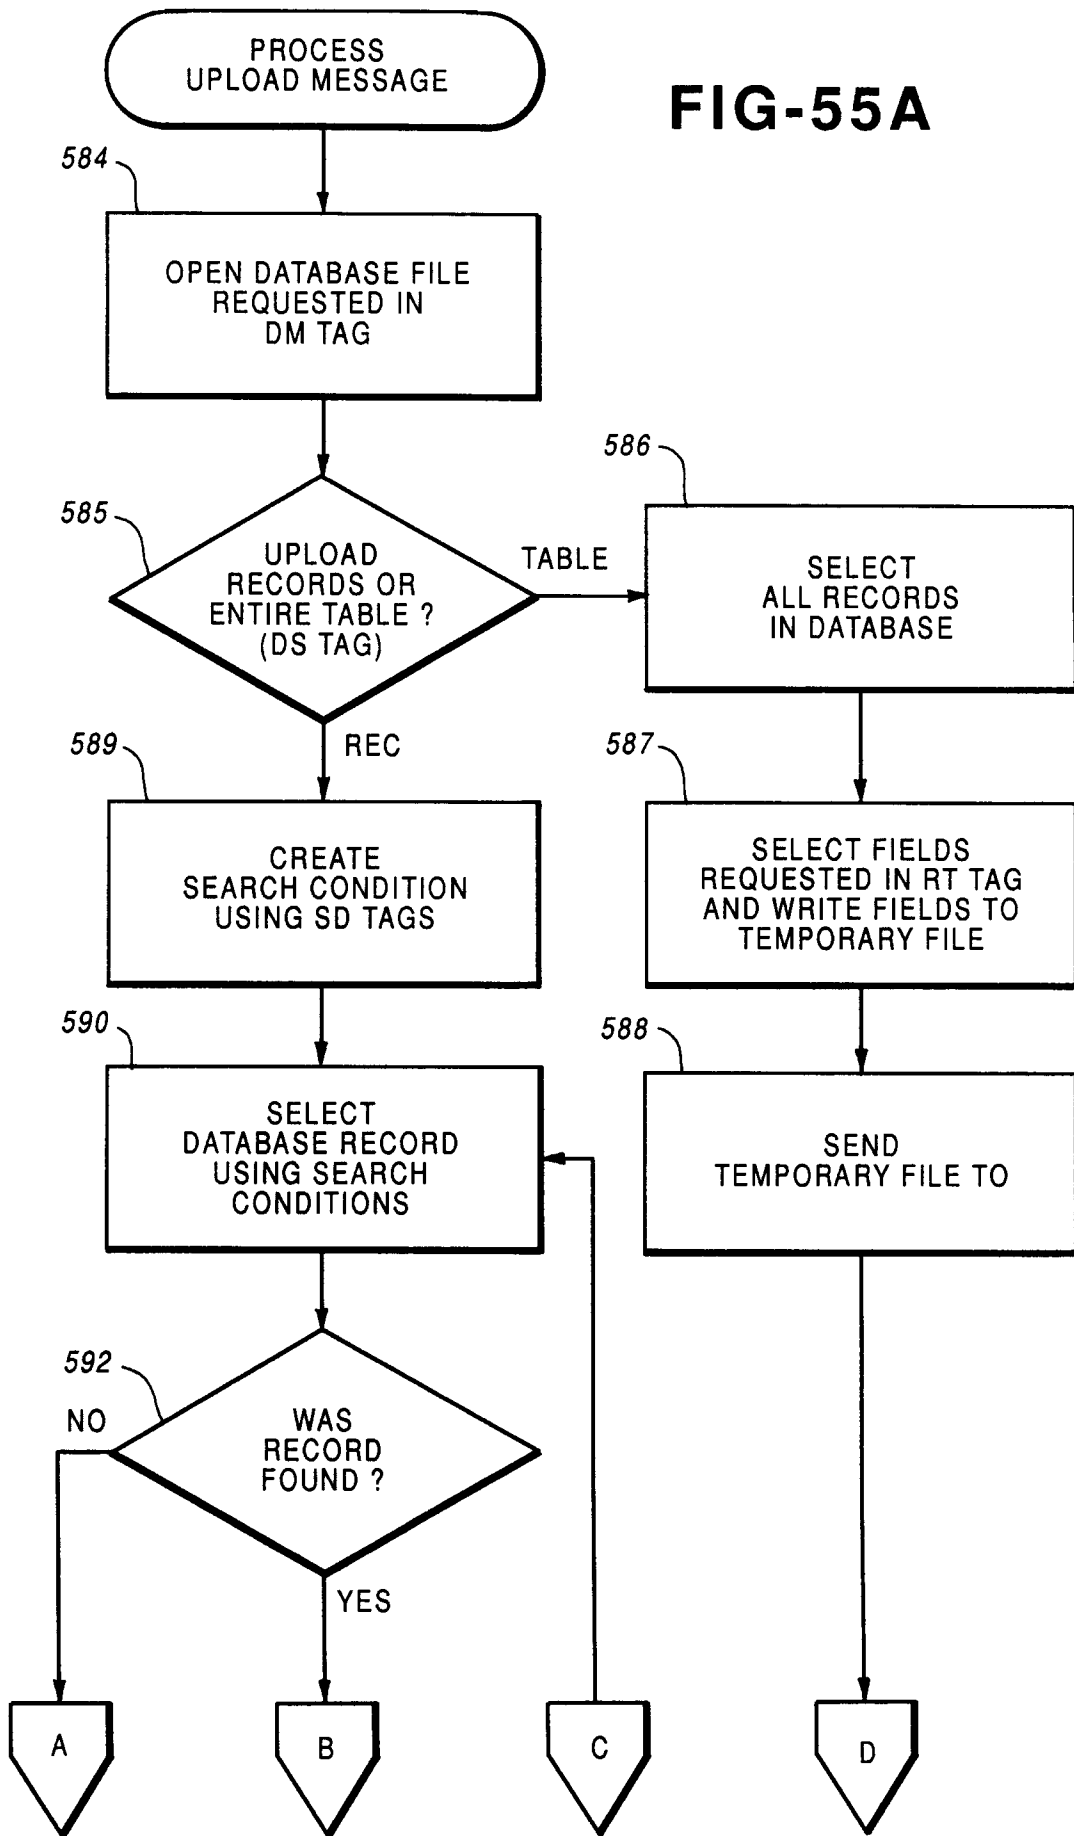 PROCESS
UPLOAD MESSAGE
FIG-55A
584
OPEN DATABASE FILE
REQUESTED IN
DM TAG
585
UPLOAD
RECORDS OR
ENTIRE TABLE ?
(DS TAG)
TABLE
REC
586
SELECT
ALL RECORDS
IN DATABASE
587
SELECT FIELDS
REQUESTED IN RT TAG
AND WRITE FIELDS TO
TEMPORARY FILE
588
SEND
TEMPORARY FILE TO
589
CREATE
SEARCH CONDITION
USING SD TAGS
590
SELECT
DATABASE RECORD
USING SEARCH
CONDITIONS
592
NO
WAS
RECORD
FOUND ?
YES
A
B
C
D